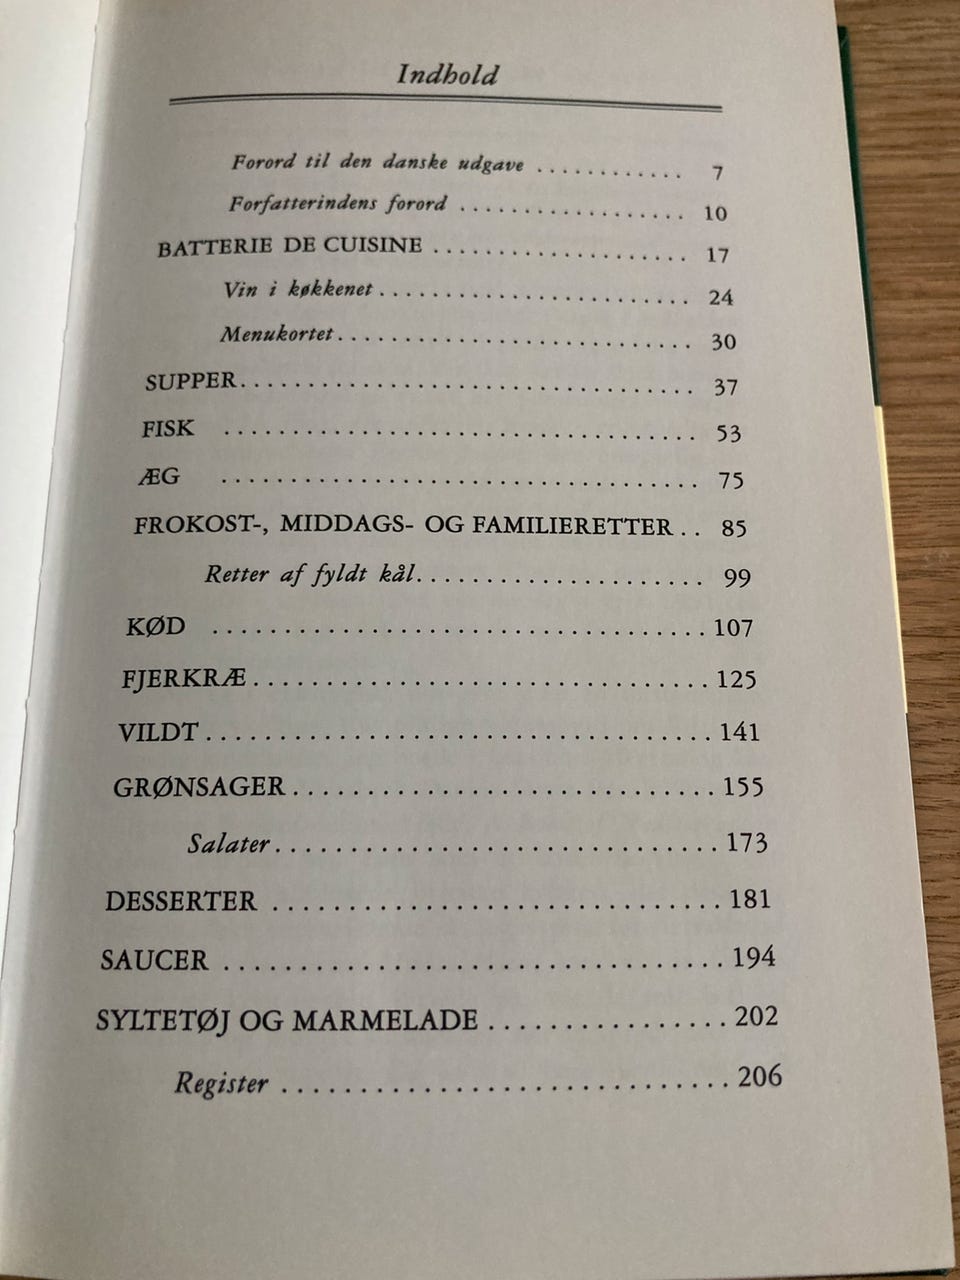 Indhold
Forord til den danske udgave ............ 7
Forfatterindens forord .................. 10
BATTERIE DE CUISINE .................... 17
Vin i køkkenet ........................ 24
Menukortet ........................... 30
SUPPER ................................. 37
FISK ................................. 53
ÆG ................................. 75
FROKOST-, MIDDAGS- OG FAMILIERETTER .. 85
Retter af fyldt kål ..................... 99
KØD .................................. 107
FJERKRÆ ............................... 125
VILDT .................................. 141
GRØNSAGER ............................. 155
Salater ................................ 173
DESSERTER .............................. 181
SAUCER ................................. 194
SYLTETØJ OG MARMELADE ................ 202
Register ............................... 206